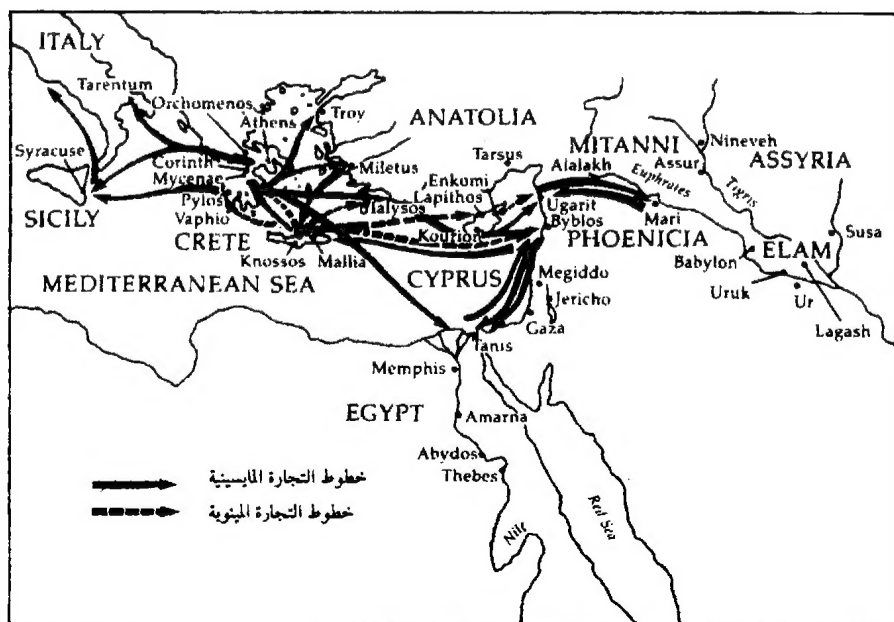 ITALY
Tarentum
Orchomenos
Athens
Troy
ANATOLIA
MITANNI
Nineveh
Syracuse
Corinth
Mycenae
Miletus
Tarsus
Alalakh
Assur
ASSYRIA
Euphrates
Tigris
SICILY
Pylos
Vaphio
Ialysos
Enkomi
Lapithos
Ugarit
Byblos
Mari
Susa
CRETE
Kourion
PHOENICIA
ELAM
Knossos
Mallia
CYPRUS
Babylon
MEDITERRANEAN SEA
Megiddo
Uruk
Ur
Jericho
Lagash
Gaza
Tanis
Memphis
EGYPT
Amarna
Abydos
Thebes
Nile
Red Sea
خطوط التجارة المايسينية
خطوط التجارة المينوية